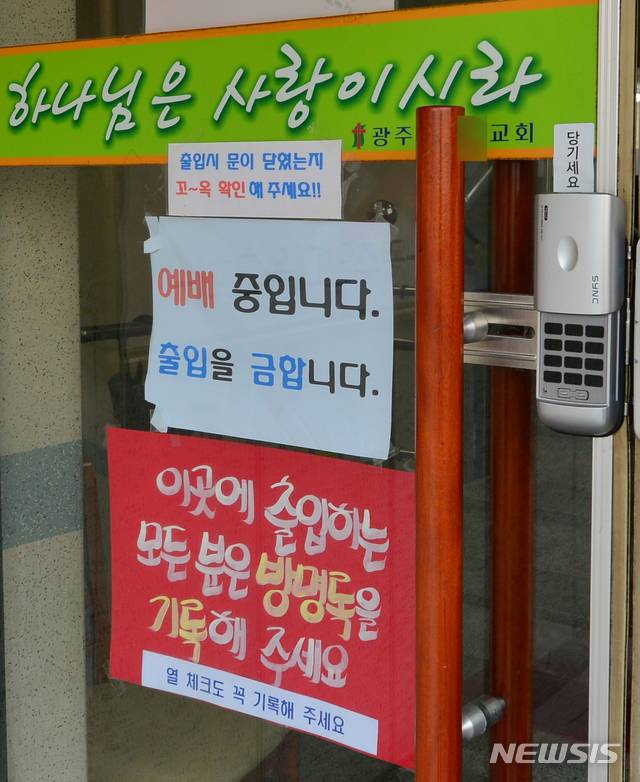 하나님은 사랑이시라
광주 교회
당기세요
출입시 문이 닫혔는지
꼬~옥 확인 해 주세요!!
예배 중입니다.
출입을 금합니다.
SYNC
이곳에 출입하는
모든 분은 방명록을
기록해 주세요
열 체크도 꼭 기록해 주세요
NEWSIS